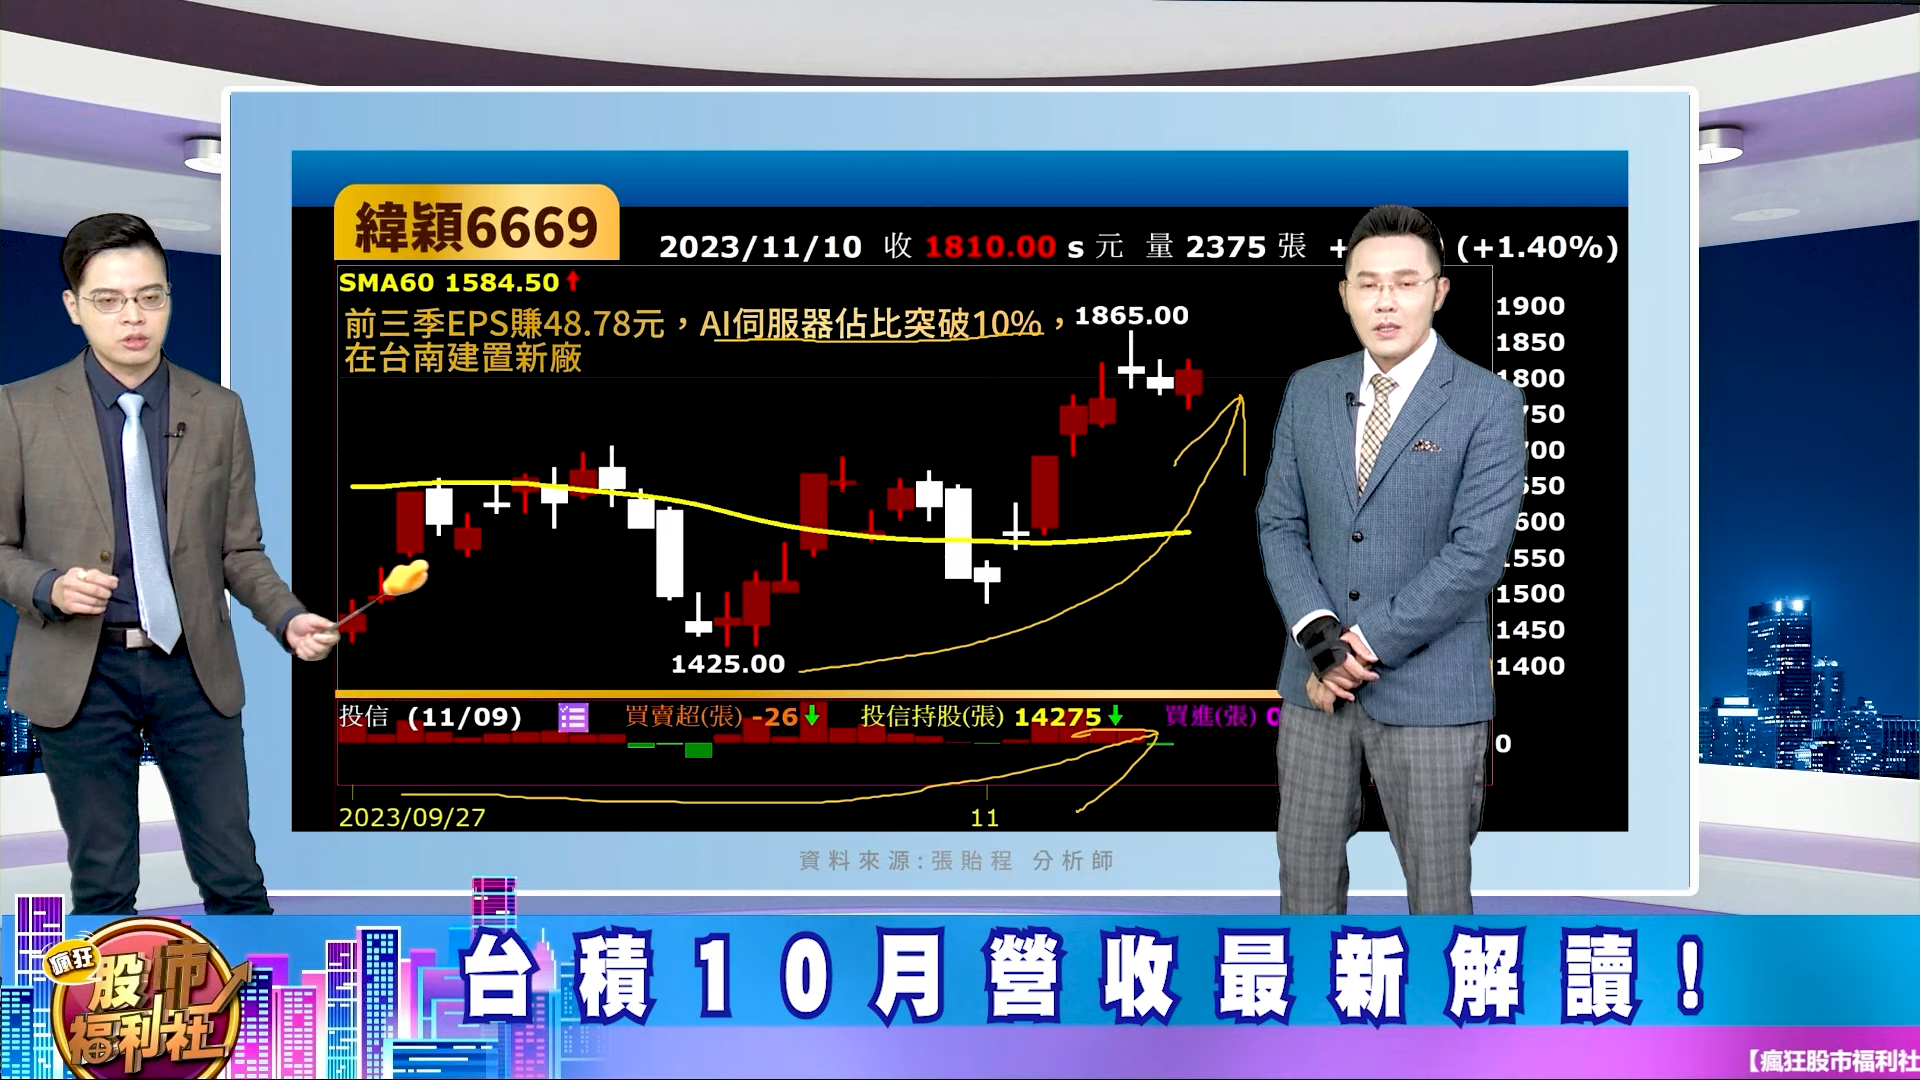 緯穎6669
2023/11/10 收 1810.00 s 元 量 2375 張 + (+1.40%)
SMA60 1584.50
前三季EPS賺48.78元，AI伺服器佔比突破10%，
在台南建置新廠
1865.00
1425.00
1900
1850
1800
750
700
650
600
550
1500
1450
1400
投信 (11/09) 買賣超(張) -26 投信持股(張) 14275 買進(張) 0
0
2023/09/27
11
資料來源:張貽程 分析師
台積10月營收最新解讀!
瘋狂
股市
福利社
【瘋狂股市福利社